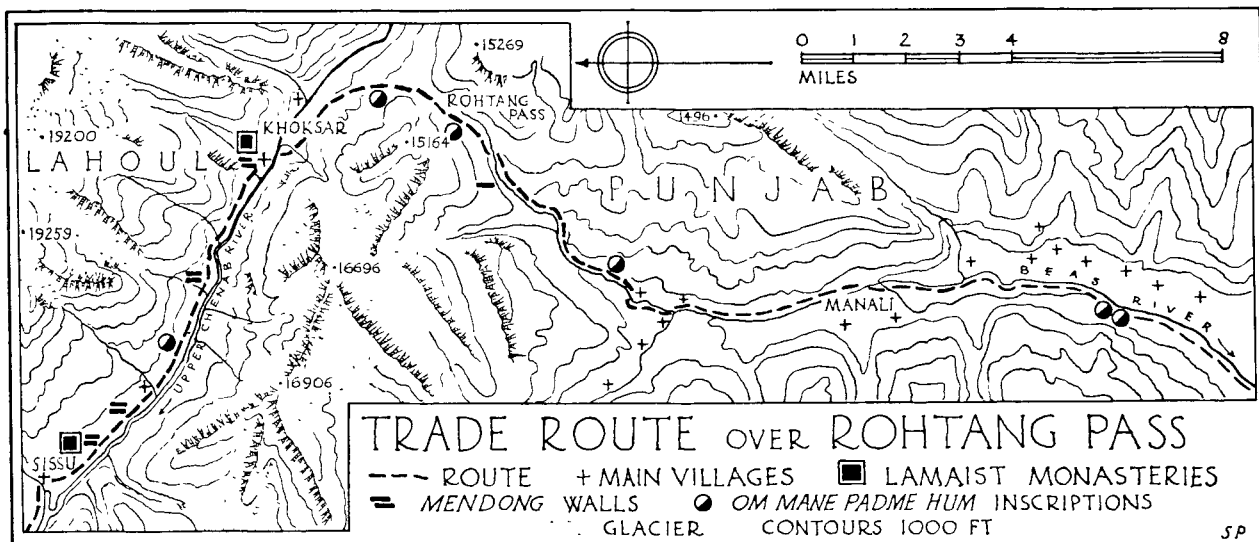 0 1 2 3 4 8
MILES
·15269
ROHTANG
PASS
·19200
KHOKSAR
·15164
1496·
LAHOUL
PUNJAB
·19259
UPPER CHENAB RIVER
·16696
BEAS RIVER
MANALI
·16906
SISSU
TRADE ROUTE OVER ROHTANG PASS
ROUTE + MAIN VILLAGES LAMAIST MONASTERIES
MENDONG WALLS OM MANE PADME HUM INSCRIPTIONS
GLACIER CONTOURS 1000 FT
SP